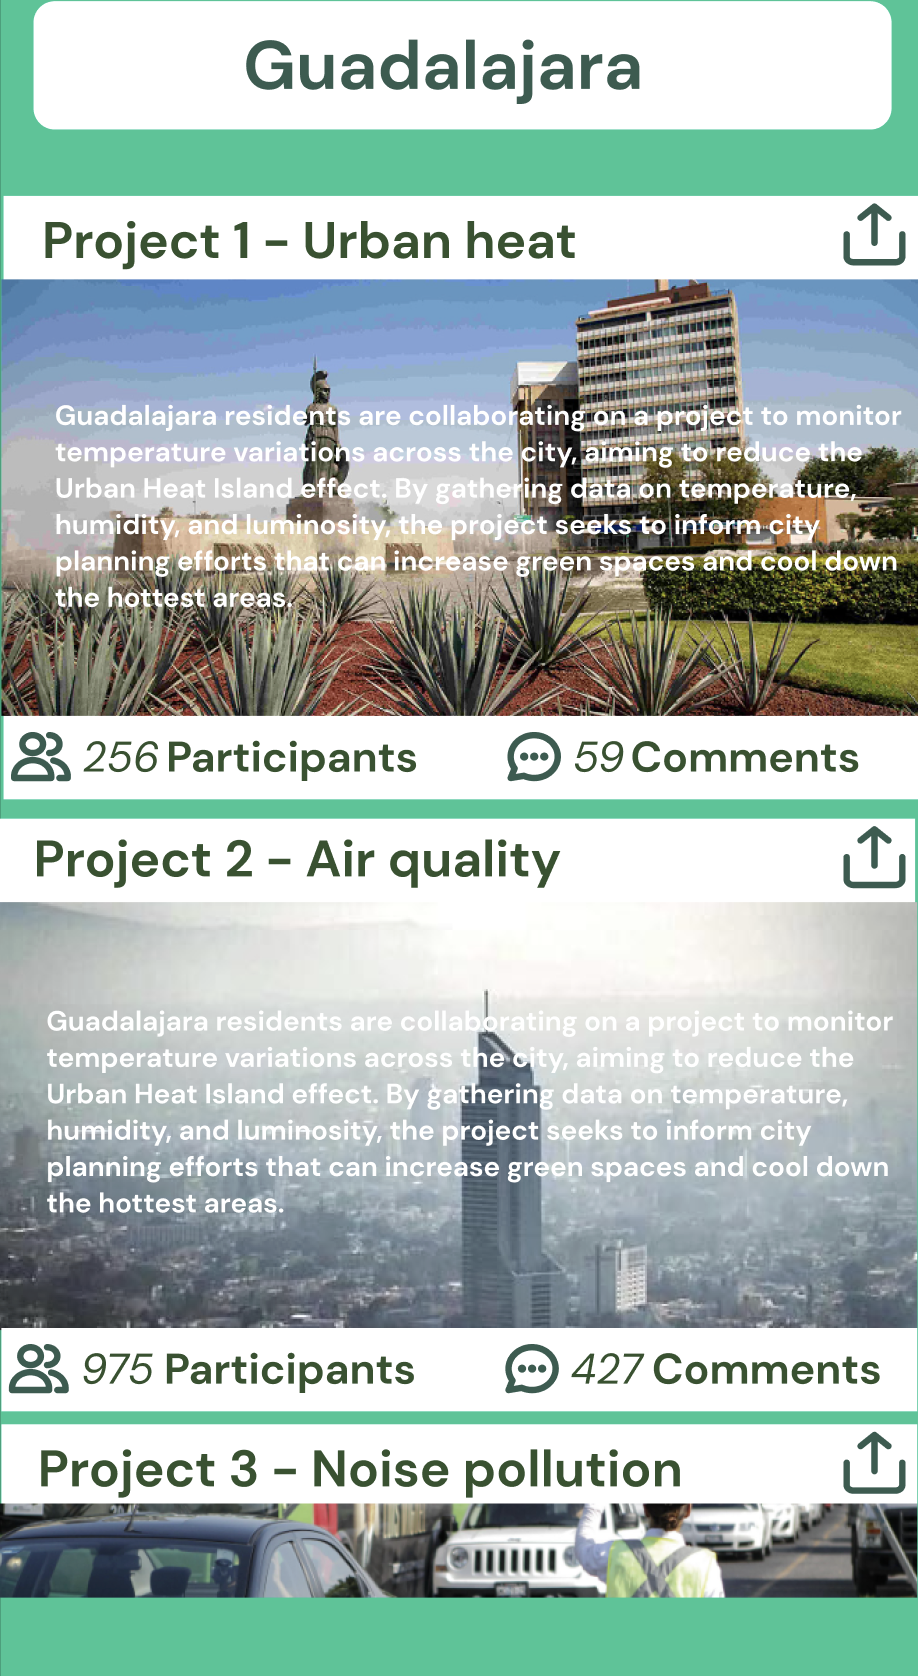 Guadalajara
Project 1 - Urban heat
Guadalajara residents are collaborating on a project to monitor
temperature variations across the city, aiming to reduce the
Urban Heat Island effect. By gathering data on temperature,
humidity, and luminosity, the project seeks to inform city
planning efforts that can increase green spaces and cool down
the hottest areas.
256 Participants 59 Comments
Project 2 - Air quality
Guadalajara residents are collaborating on a project to monitor
temperature variations across the city, aiming to reduce the
Urban Heat Island effect. By gathering data on temperature,
humidity, and luminosity, the project seeks to inform city
planning efforts that can increase green spaces and cool down
the hottest areas.
975 Participants 427 Comments
Project 3 - Noise pollution